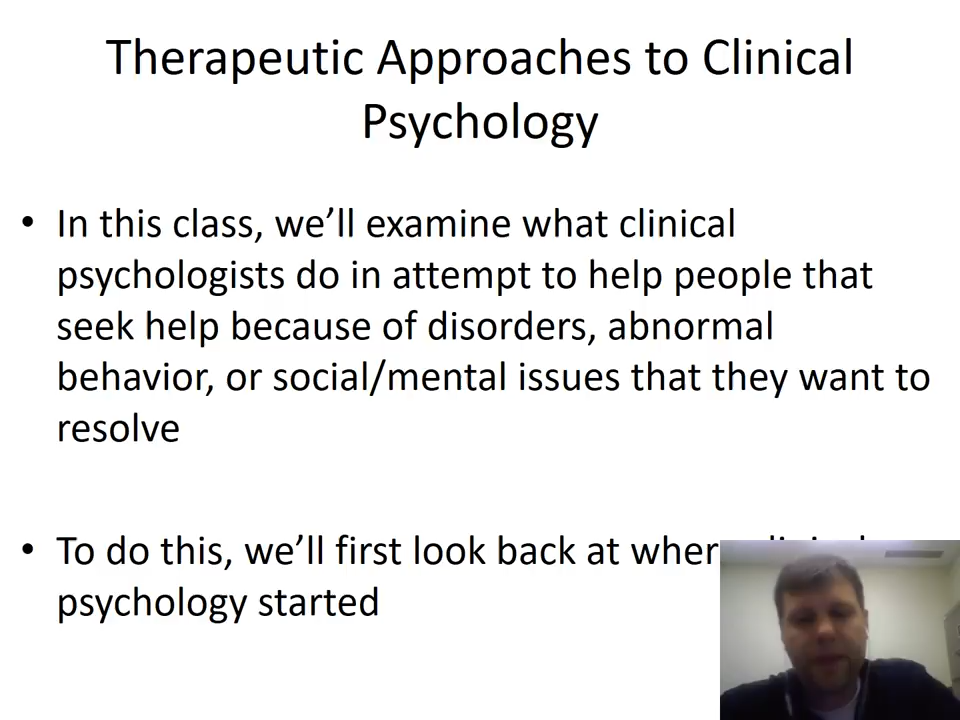 Therapeutic Approaches to Clinical
Psychology
• In this class, we’ll examine what clinical
psychologists do in attempt to help people that
seek help because of disorders, abnormal
behavior, or social/mental issues that they want to
resolve
• To do this, we’ll first look back at
psychology started